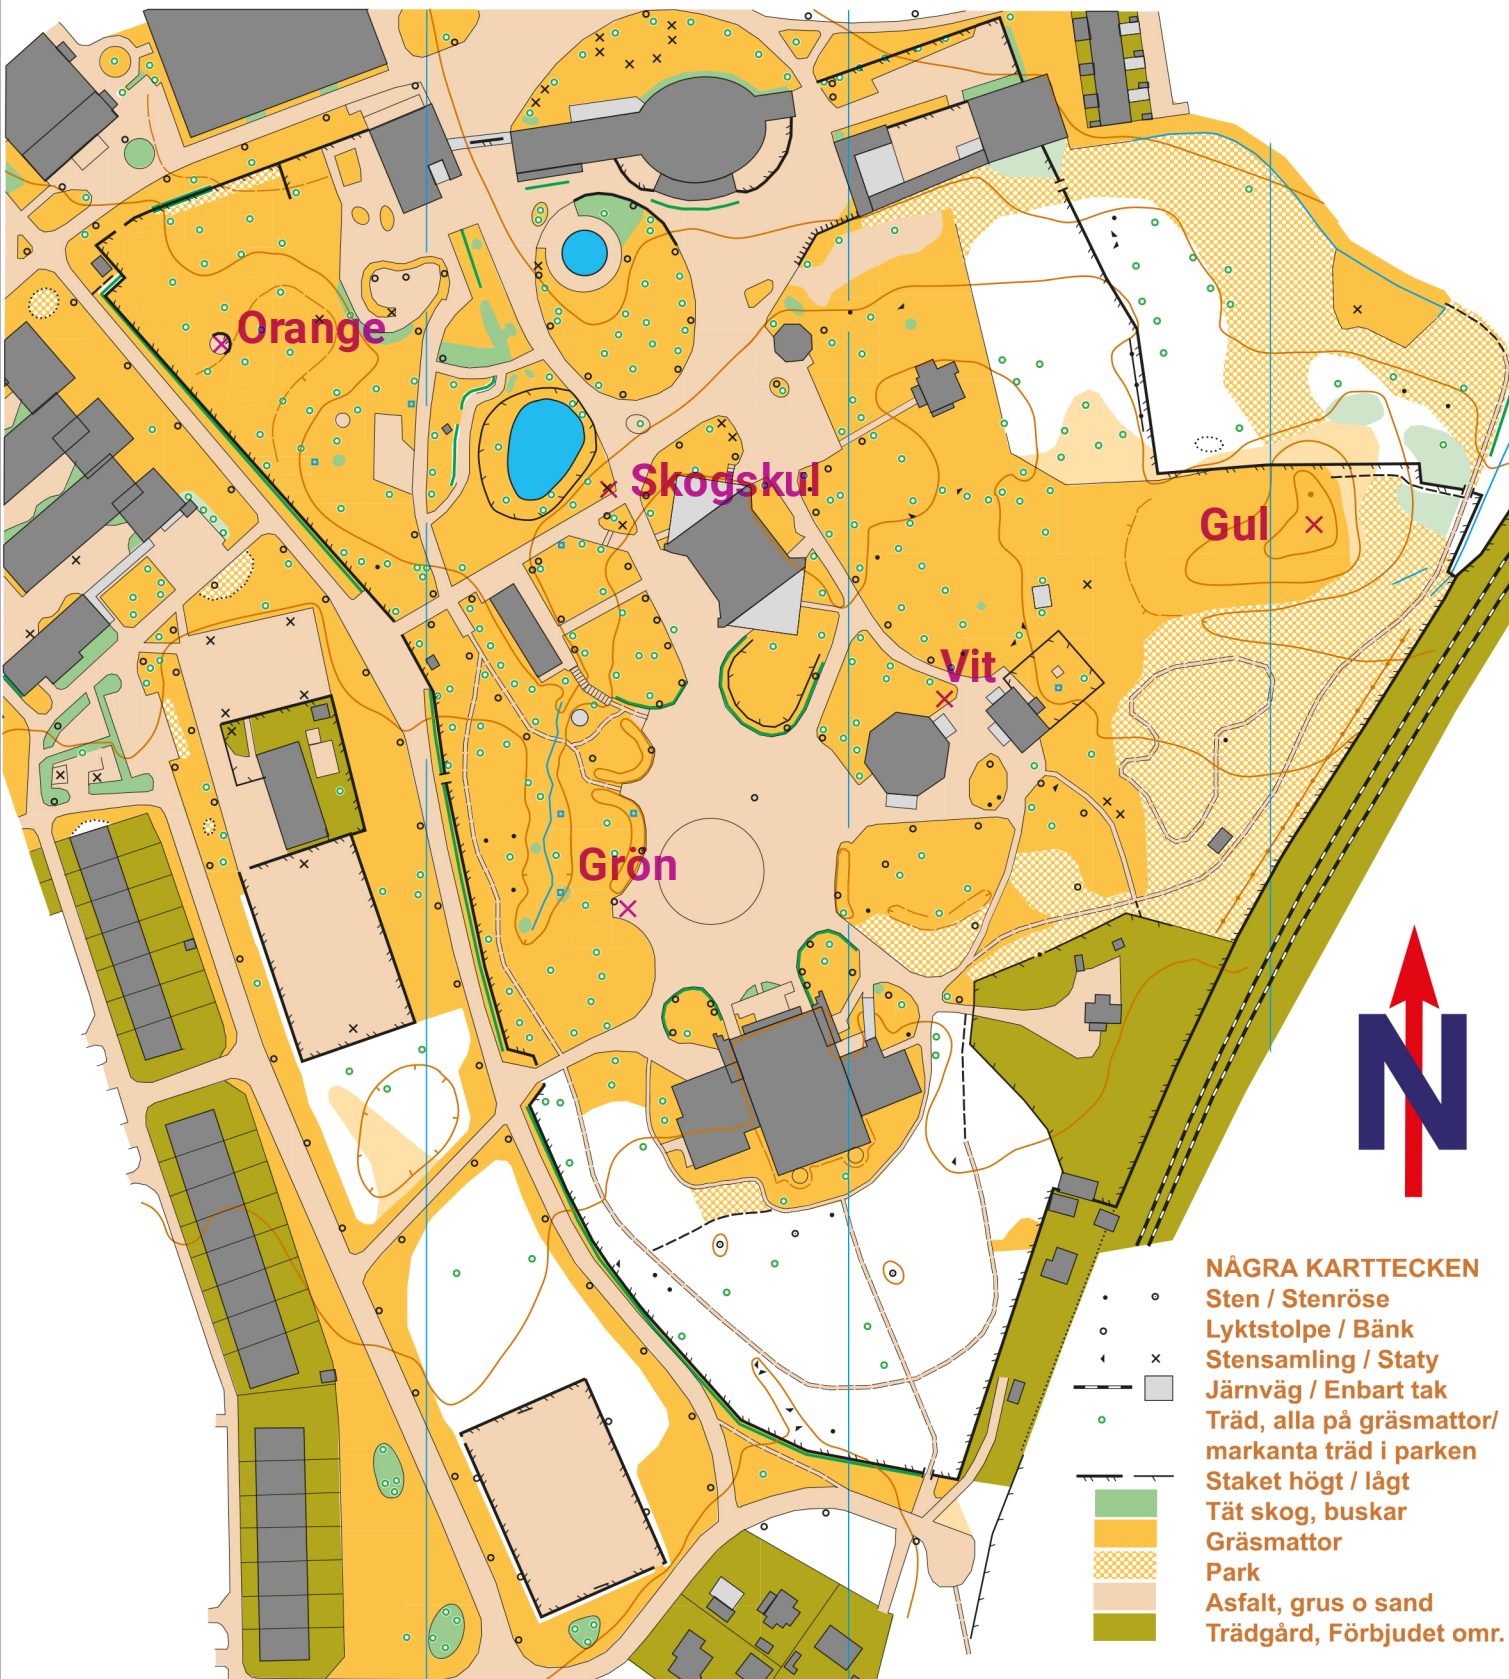 Orange
Skogskul
Gul
Vit
Grön
N
NÅGRA KARTTECKEN
Sten / Stenröse
Lyktstolpe / Bänk
Stensamling / Staty
Järnväg / Enbart tak
Träd, alla på gräsmattor/
markanta träd i parken
Staket högt / lågt
Tät skog, buskar
Gräsmattor
Park
Asfalt, grus o sand
Trädgård, Förbjudet omr.